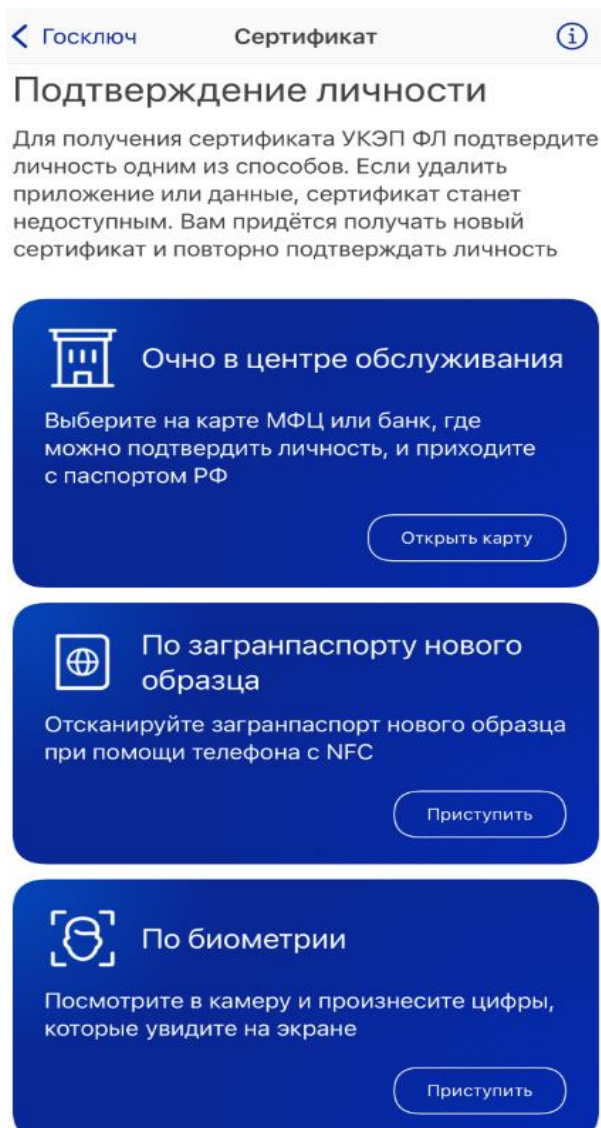 Госключ Сертификат
Подтверждение личности
Для получения сертификата УКЭП ФЛ подтвердите
личность одним из способов. Если удалить
приложение или данные, сертификат станет
недоступным. Вам придётся получать новый
сертификат и повторно подтверждать личность
Очно в центре обслуживания
Выберите на карте МФЦ или банк, где
можно подтвердить личность, и приходите
с паспортом РФ
Открыть карту
По загранпаспорту нового
образца
Отсканируйте загранпаспорт нового образца
при помощи телефона с NFC
Приступить
По биометрии
Посмотрите в камеру и произнесите цифры,
которые увидите на экране
Приступить